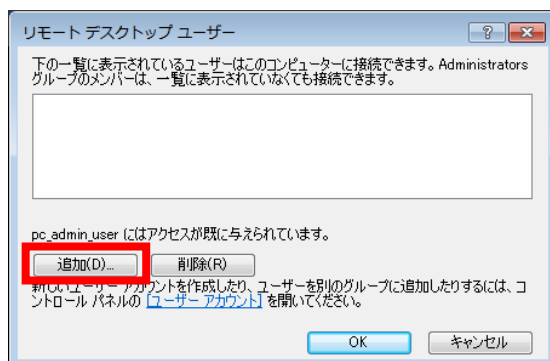 リモート デスクトップ ユーザー
下の一覧に表示されているユーザーはこのコンピューターに接続できます。Administrators
グループのメンバーは、一覧に表示されていなくても接続できます。
pc_admin_user にはアクセスが既に与えられています。
追加(D)... 削除(R)
新しいユーザー アカウントを作成したり、ユーザーを別のグループに追加したりするには、コ
ントロール パネルの [ユーザー アカウント] を開いてください。
OK キャンセル